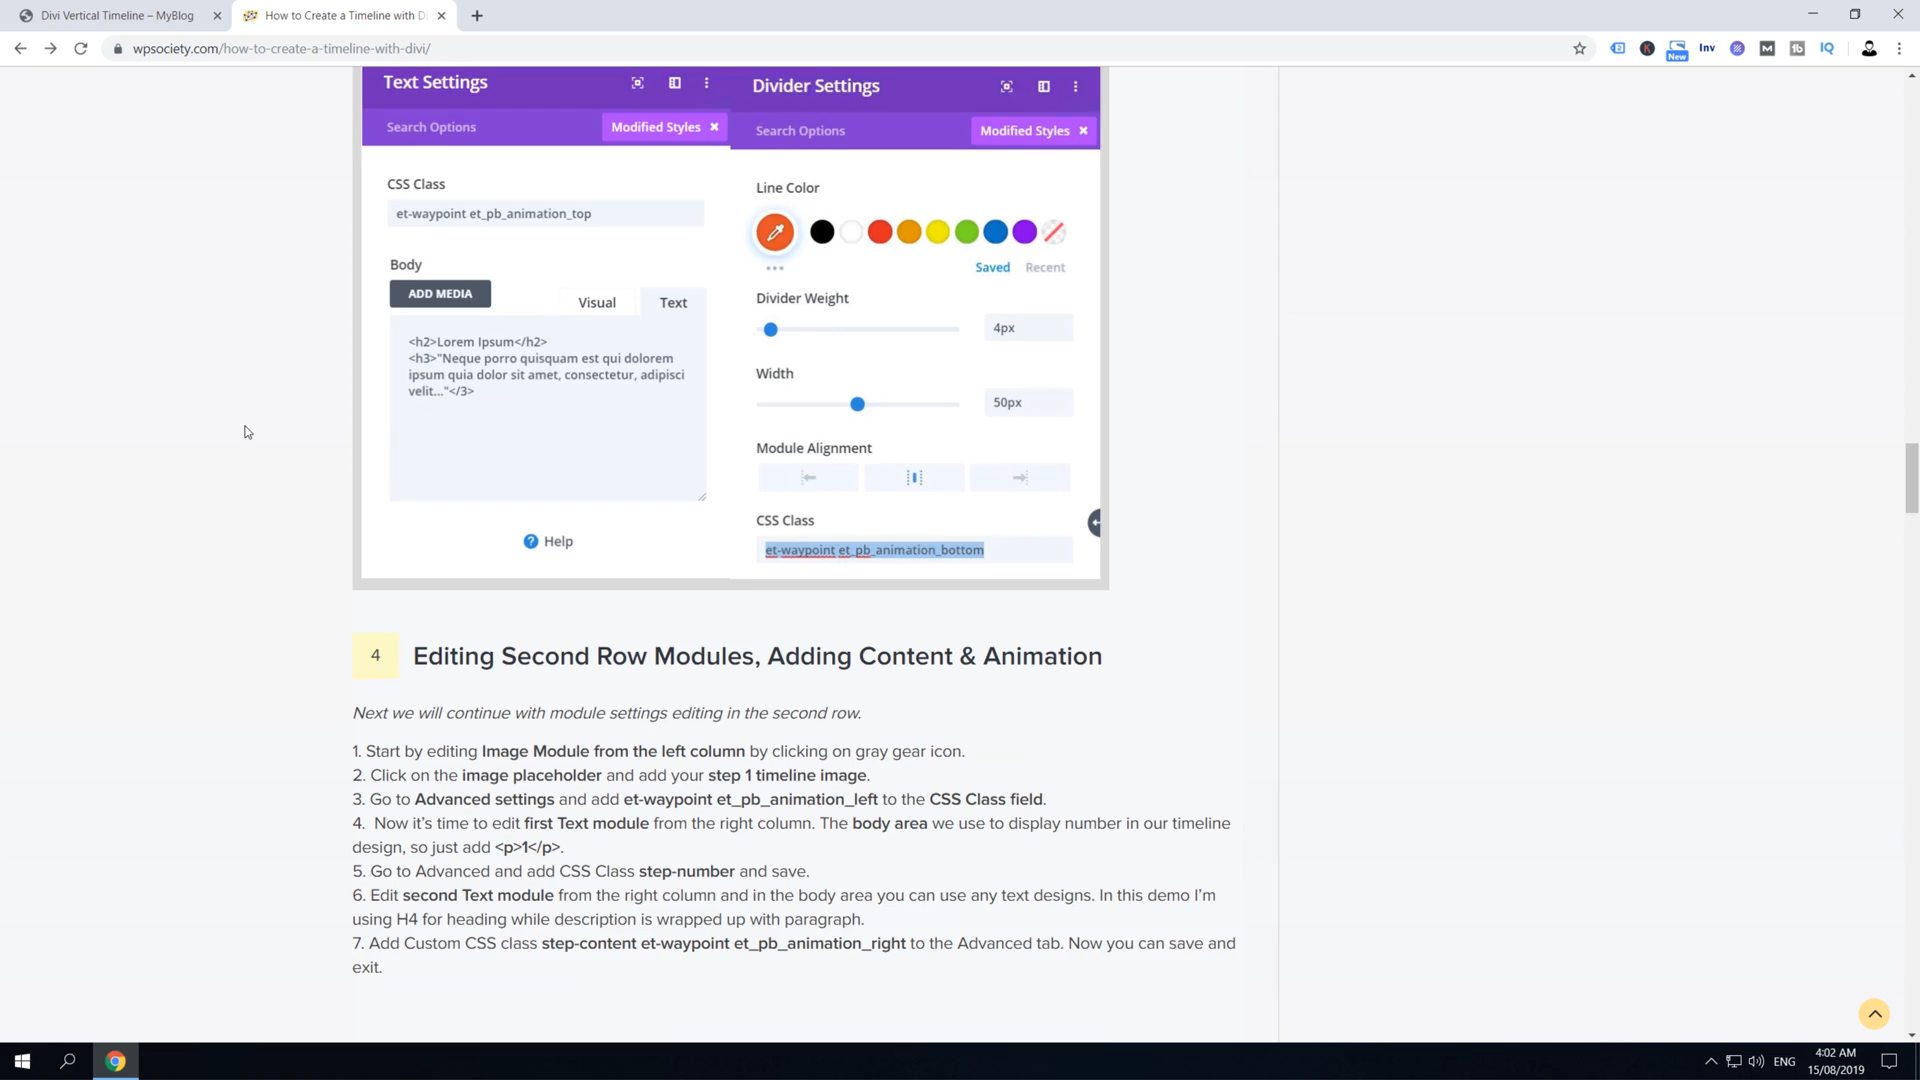 Divi Vertical Timeline – MyBlog
How to Create a Timeline with D
wpsociety.com/how-to-create-a-timeline-with-divi/
New
Inv
IQ
Text Settings
Divider Settings
Search Options
Modified Styles
Search Options
Modified Styles
CSS Class
et-waypoint et_pb_animation_top
Body
ADD MEDIA
Visual
Text
<h2>Lorem Ipsum</h2>
<h3>"Neque porro quisquam est qui dolorem
ipsum quia dolor sit amet, consectetur, adipisci
velit..."</3>
Help
Line Color
Saved
Recent
Divider Weight
4px
Width
50px
Module Alignment
CSS Class
et-waypoint et_pb_animation_bottom
4
Editing Second Row Modules, Adding Content & Animation
Next we will continue with module settings editing in the second row.
1. Start by editing Image Module from the left column by clicking on gray gear icon.
2. Click on the image placeholder and add your step 1 timeline image.
3. Go to Advanced settings and add et-waypoint et_pb_animation_left to the CSS Class field.
4. Now it's time to edit first Text module from the right column. The body area we use to display number in our timeline
design, so just add <p>1</p>.
5. Go to Advanced and add CSS Class step-number and save.
6. Edit second Text module from the right column and in the body area you can use any text designs. In this demo I'm
using H4 for heading while description is wrapped up with paragraph.
7. Add Custom CSS class step-content et-waypoint et_pb_animation_right to the Advanced tab. Now you can save and
exit.
ENG
4:02 AM
15/08/2019